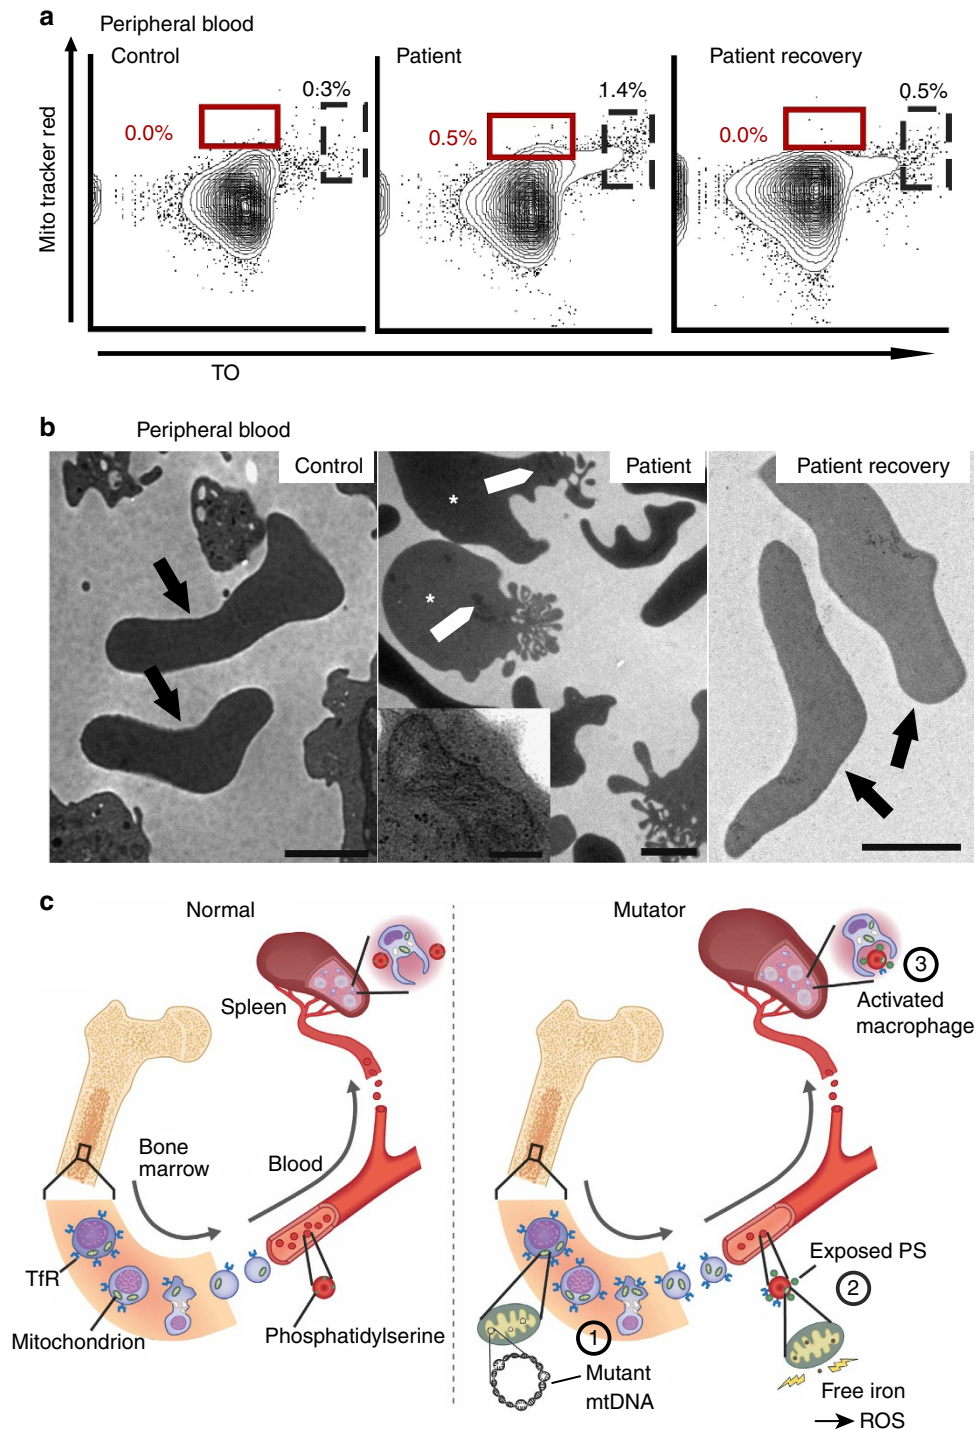 a
Peripheral blood
Control
Patient
Patient recovery
Mito tracker red
0.0%
0.3%
0.5%
1.4%
0.0%
0.5%
TO
b
Peripheral blood
Control
Patient
Patient recovery
*
*
c
Normal
Mutator
Spleen
3
Activated
macrophage
Bone
marrow
Blood
TfR
Mitochondrion
Phosphatidylserine
Exposed PS
2
1
Mutant
mtDNA
Free iron
→ROS